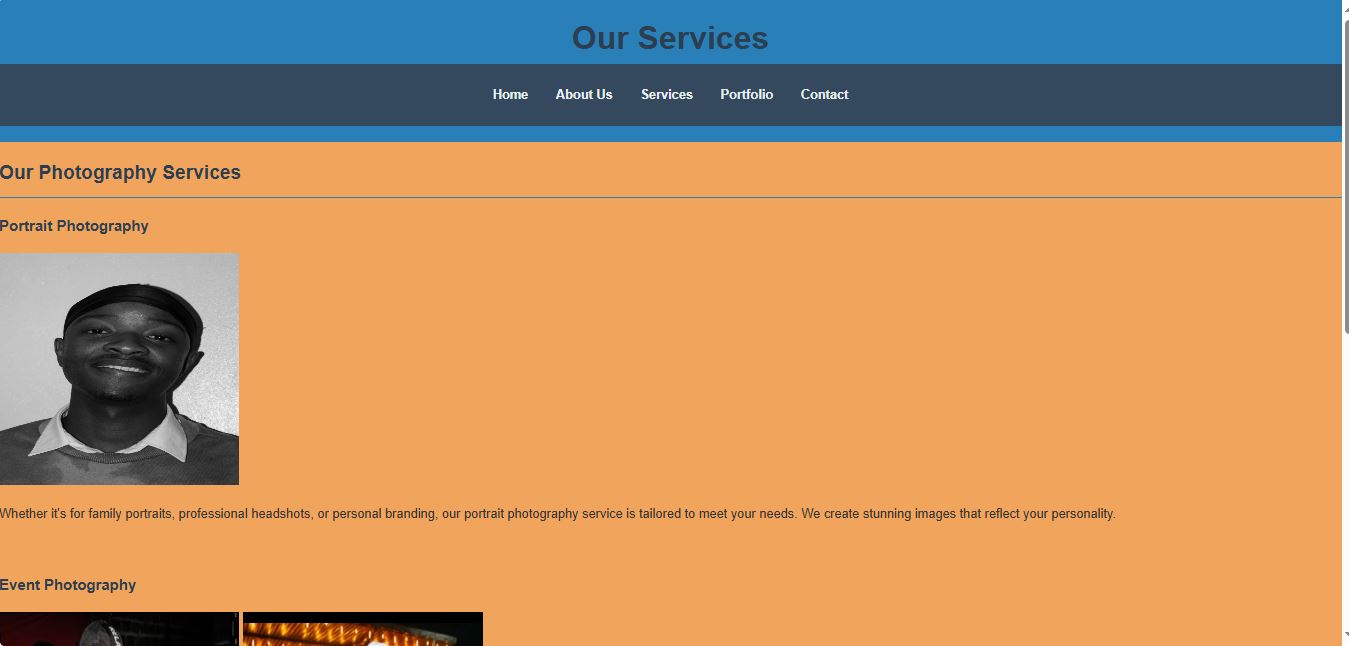 Our Services
Home About Us Services Portfolio Contact
Our Photography Services
Portrait Photography
Whether it's for family portraits, professional headshots, or personal branding, our portrait photography service is tailored to meet your needs. We create stunning images that reflect your personality.
Event Photography